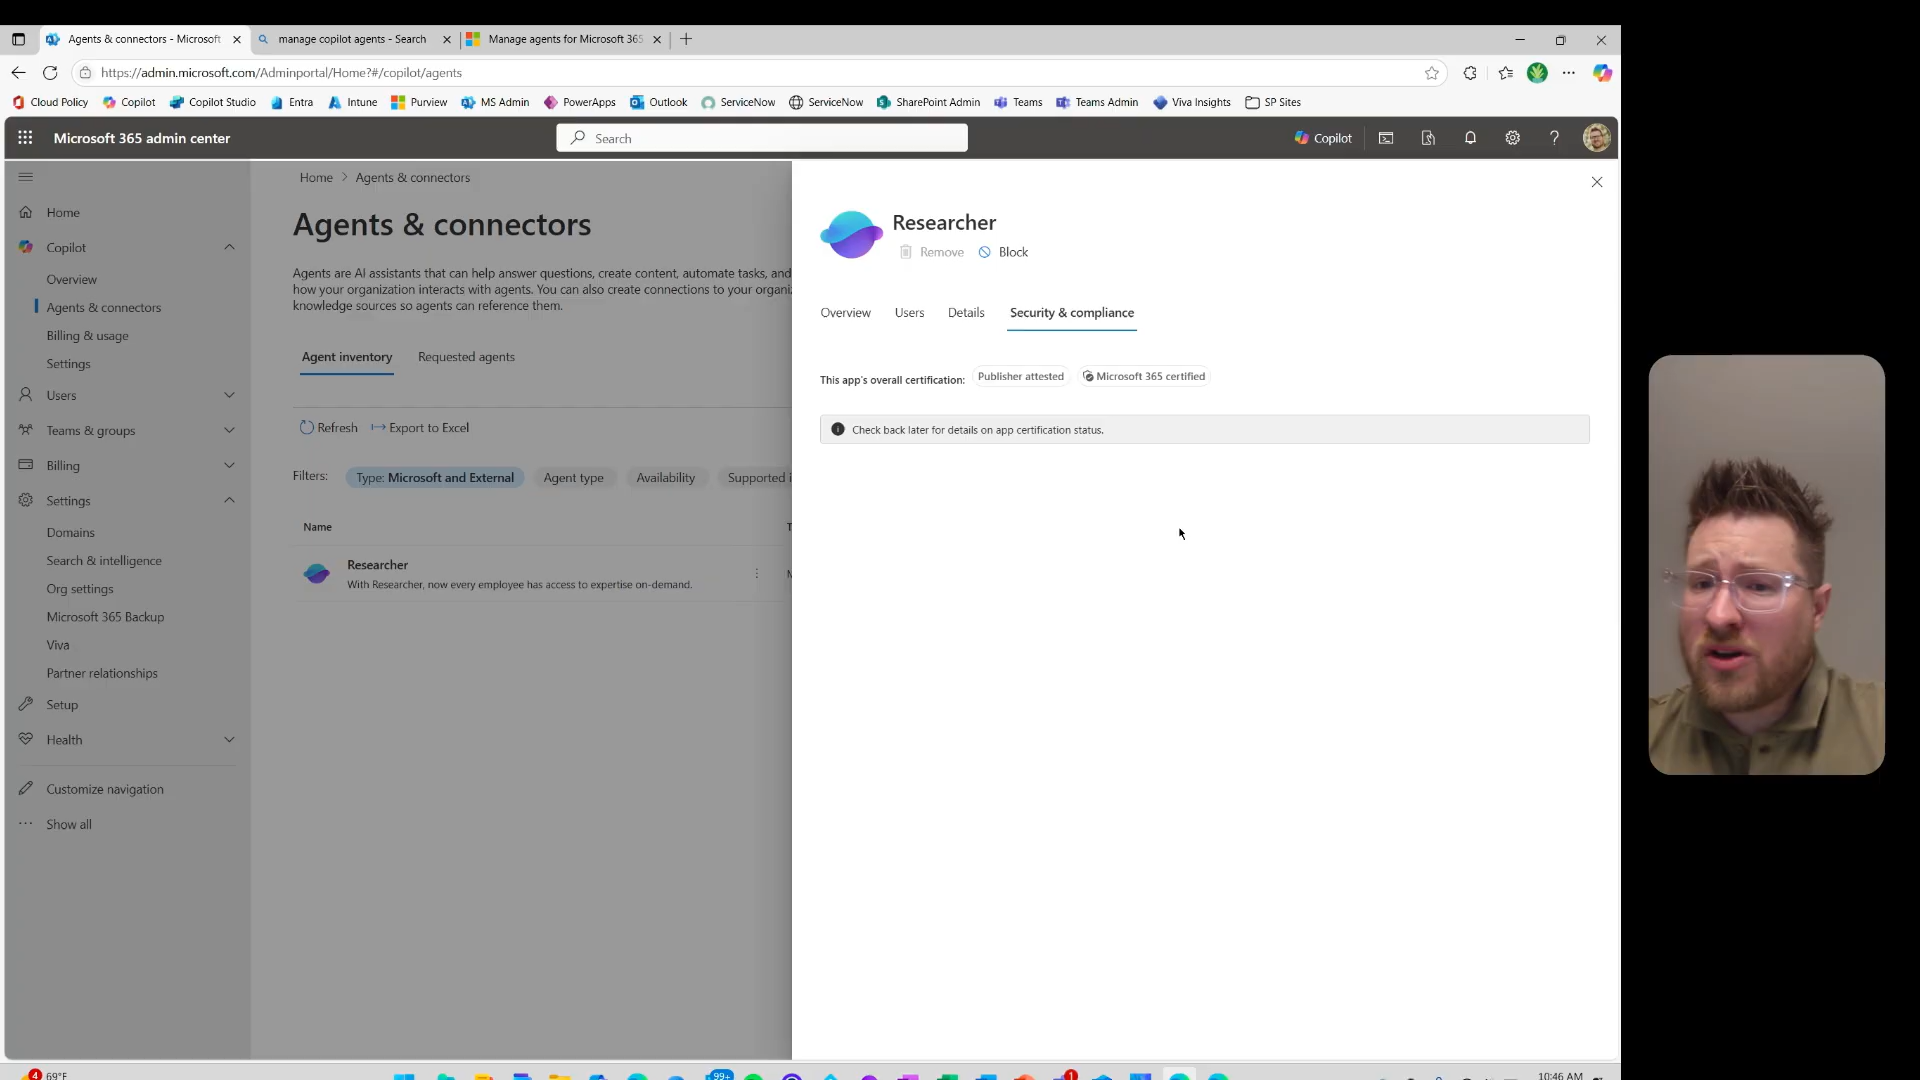 Agents & connectors - Microsoft
manage copilot agents - Search
Manage agents for Microsoft 365
https://admin.microsoft.com/Adminportal/Home?#/copilot/agents
Cloud Policy
Copilot
Copilot Studio
Entra
Intune
Purview
MS Admin
PowerApps
Outlook
ServiceNow
ServiceNow
SharePoint Admin
Teams
Teams Admin
Viva Insights
SP Sites
Microsoft 365 admin center
Search
Copilot
Home
Copilot
Overview
Agents & connectors
Billing & usage
Settings
Users
Teams & groups
Billing
Settings
Domains
Search & intelligence
Org settings
Microsoft 365 Backup
Viva
Partner relationships
Setup
Health
Customize navigation
Show all
Home > Agents & connectors
Agents & connectors
Agents are AI assistants that can help answer questions, create content, automate tasks, and
how your organization interacts with agents. You can also create connections to your organi
knowledge sources so agents can reference them.
Agent inventory
Requested agents
Refresh
Export to Excel
Filters:
Type: Microsoft and External
Agent type
Availability
Supported i
Name
Researcher
With Researcher, now every employee has access to expertise on-demand.
Researcher
Remove
Block
Overview
Users
Details
Security & compliance
This app's overall certification:
Publisher attested
Microsoft 365 certified
Check back later for details on app certification status.
4
69°F
99+
1
10:46 AM